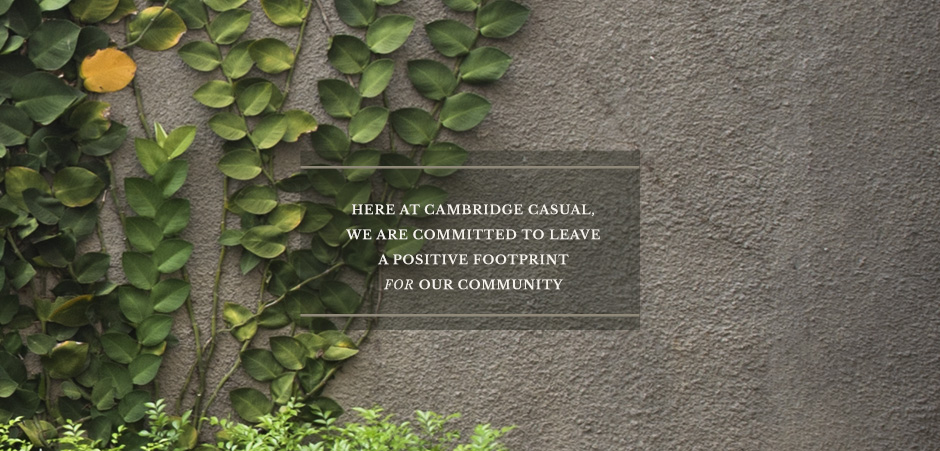 HERE AT CAMBRIDGE CASUAL,
WE ARE COMMITTED TO LEAVE
A POSITIVE FOOTPRINT
FOR OUR COMMUNITY